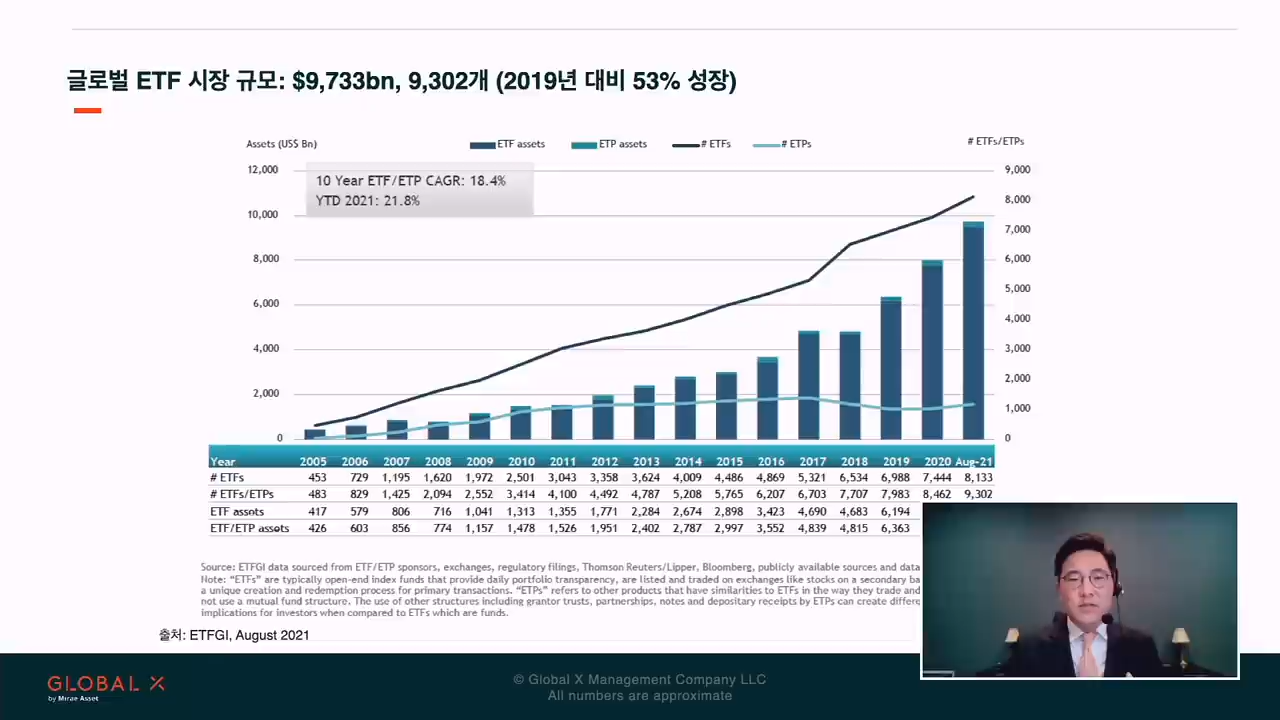 글로벌 ETF 시장 규모: $9,733bn, 9,302개 (2019년 대비 53% 성장)
Assets (US$ Bn) ETF assets ETP assets # ETFs # ETPs # ETFs/ETPs
12,000 9,000
10 Year ETF/ETP CAGR: 18.4%
YTD 2021: 21.8%
8,000
10,000
7,000
8,000 6,000
5,000
6,000
4,000
4,000 3,000
2,000
2,000
1,000
0 0
Year 2005 2006 2007 2008 2009 2010 2011 2012 2013 2014 2015 2016 2017 2018 2019 2020 Aug-21
# ETFs 453 729 1,195 1,620 1,972 2,501 3,043 3,358 3,624 4,009 4,486 4,869 5,321 6,534 6,988 7,444 8,133
# ETFs/ETPs 483 829 1,425 2,094 2,552 3,414 4,100 4,492 4,787 5,208 5,765 6,207 6,703 7,707 7,983 8,462 9,302
ETF assets 417 579 806 716 1,041 1,313 1,355 1,771 2,284 2,674 2,898 3,423 4,690 4,683 6,194
ETF/ETP assets 426 603 856 774 1,157 1,478 1,526 1,951 2,402 2,787 2,997 3,552 4,839 4,815 6,363
Source: ETFGI data sourced from ETF/ETP sponsors, exchanges, regulatory filings, Thomson Reuters/Lipper, Bloomberg, publicly available sources and data
Note: “ETFs” are typically open-end index funds that provide daily portfolio transparency, are listed and traded on exchanges like stocks on a secondary ba
a unique creation and redemption process for primary transactions. “ETPs” refers to other products that have similarities to ETFs in the way they trade and
not use a mutual fund structure. The use of other structures including grantor trusts, partnerships, notes and depositary receipts by ETPs can create differe
implications for investors when compared to ETFs which are funds.
출처: ETFGI, August 2021
GLOBAL X
by Mirae Asset
© Global X Management Company LLC
All numbers are approximate